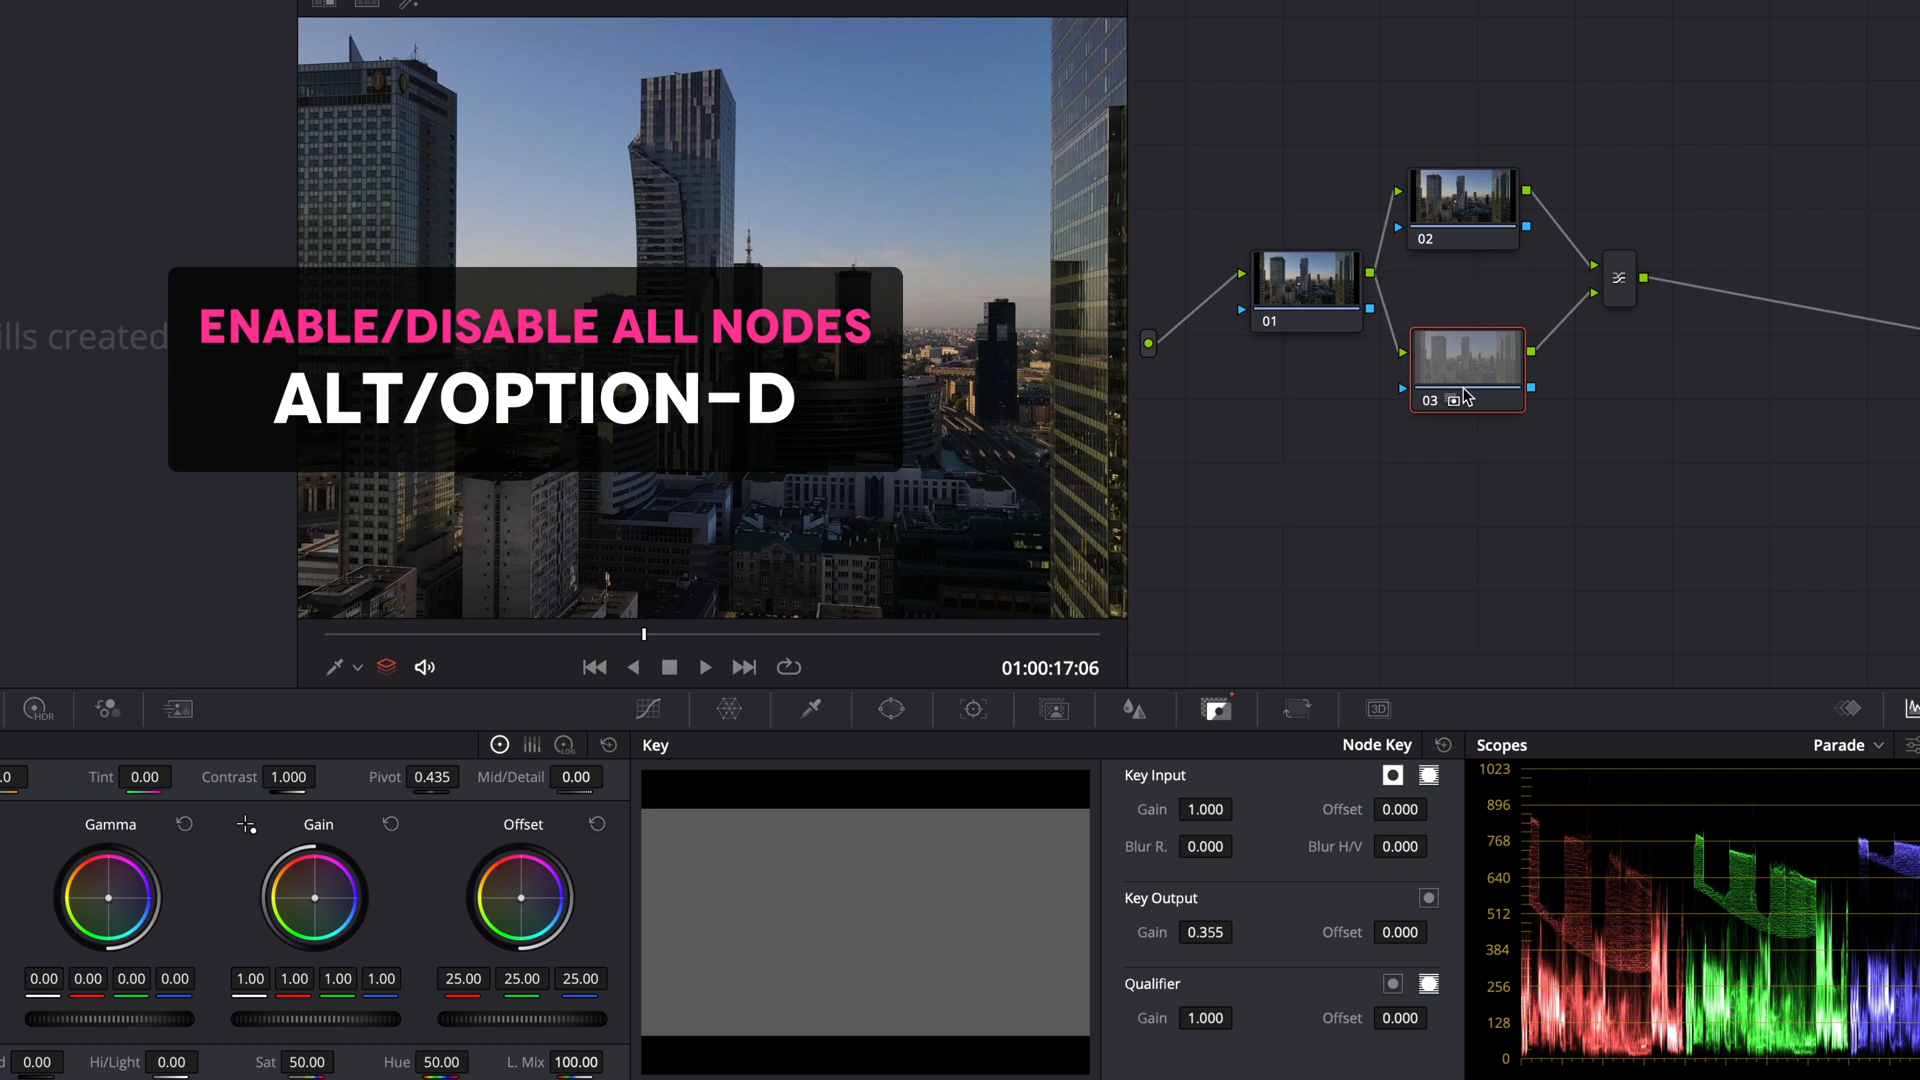 ills created
ENABLE/DISABLE ALL NODES
ALT/OPTION-D
02
01
03
01:00:17:06
HDR
3D
LOG
Key
Node Key
Scopes
Parade
.0
Tint 0.00
Contrast 1.000
Pivot 0.435
Mid/Detail 0.00
Gamma
Gain
Offset
0.00 0.00 0.00 0.00
1.00 1.00 1.00 1.00
25.00 25.00 25.00
d 0.00
Hi/Light 0.00
Sat 50.00
Hue 50.00
L. Mix 100.00
Key Input
Gain 1.000
Offset 0.000
Blur R. 0.000
Blur H/V 0.000
Key Output
Gain 0.355
Offset 0.000
Qualifier
Gain 1.000
Offset 0.000
1023
896
768
640
512
384
256
128
0